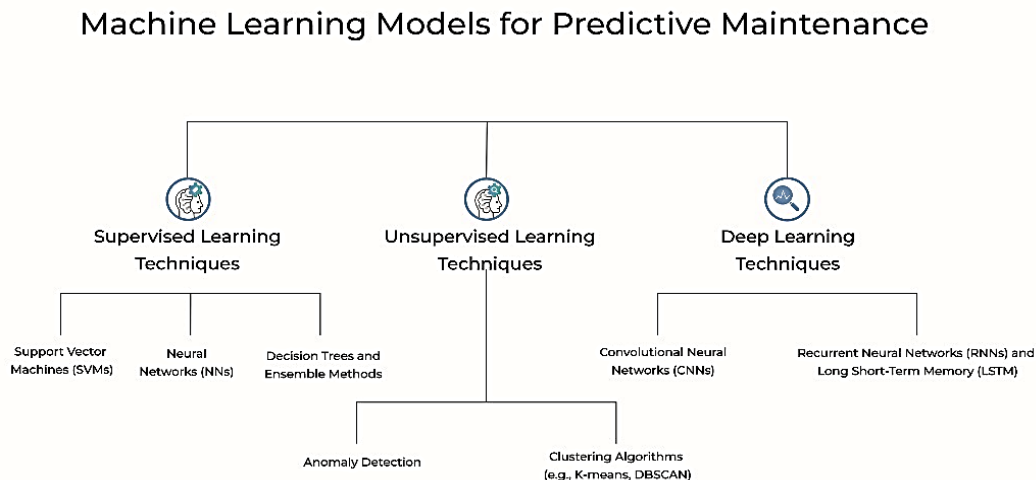 Machine Learning Models for Predictive Maintenance
Supervised Learning
Techniques
Unsupervised Learning
Techniques
Deep Learning
Techniques
Support Vector
Machines (SVMs)
Neural
Networks (NNs)
Decision Trees and
Ensemble Methods
Convolutional Neural
Networks (CNNs)
Recurrent Neural Networks (RNNs) and
Long Short-Term Memory (LSTM)
Anomaly Detection
Clustering Algorithms
(e.g., K-means, DBSCAN)